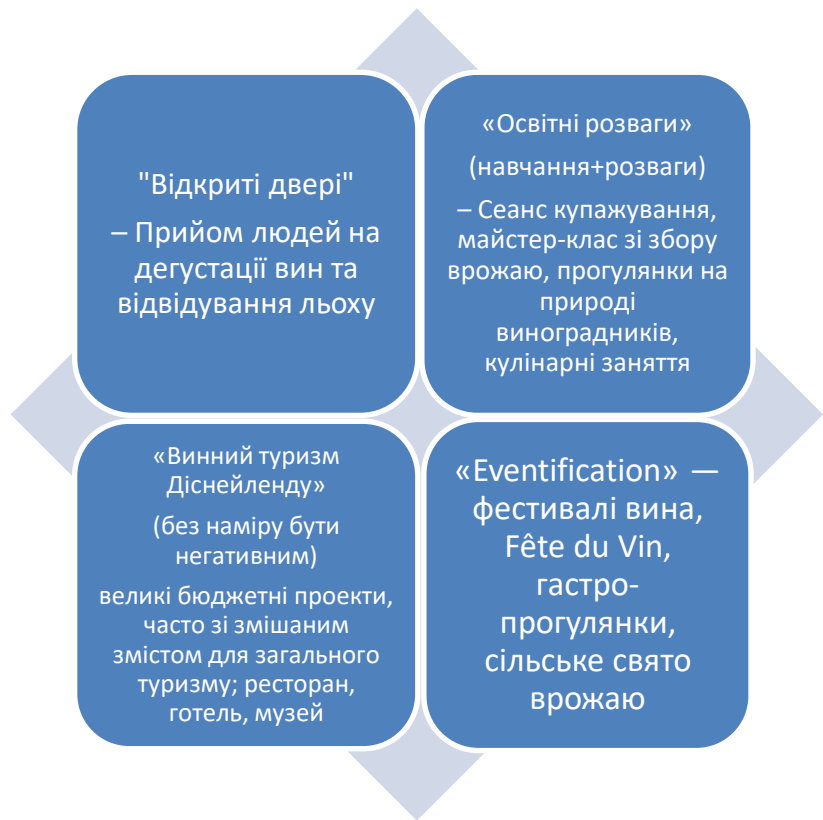 "Відкриті двері"
– Прийом людей на
дегустації вин та
відвідування льоху
«Освітні розваги»
(навчання+розваги)
– Сеанс купажування,
майстер-клас зі збору
врожаю, прогулянки на
природі
виноградників,
кулінарні заняття
«Винний туризм
Діснейленду»
(без наміру бути
негативним)
великі бюджетні проекти,
часто зі змішаним
змістом для загального
туризму; ресторан,
готель, музей
«Eventification» —
фестивалі вина,
Fête du Vin,
гастро-
прогулянки,
сільське свято
врожаю